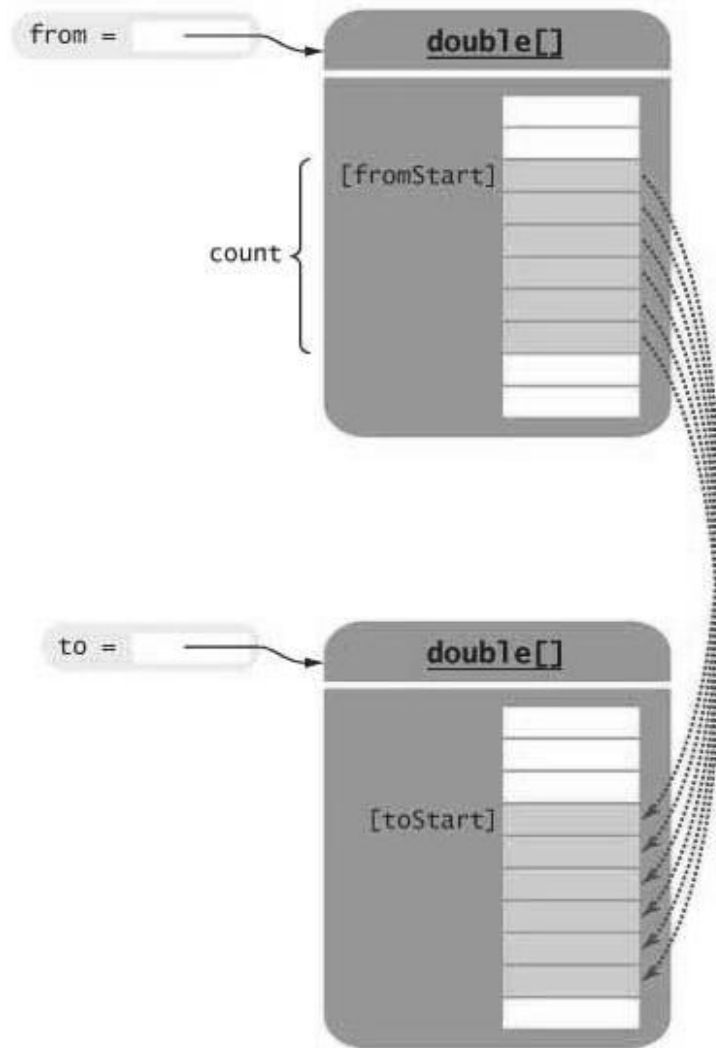 from =
double[]
[fromStart]
count
to =
double[]
[toStart]